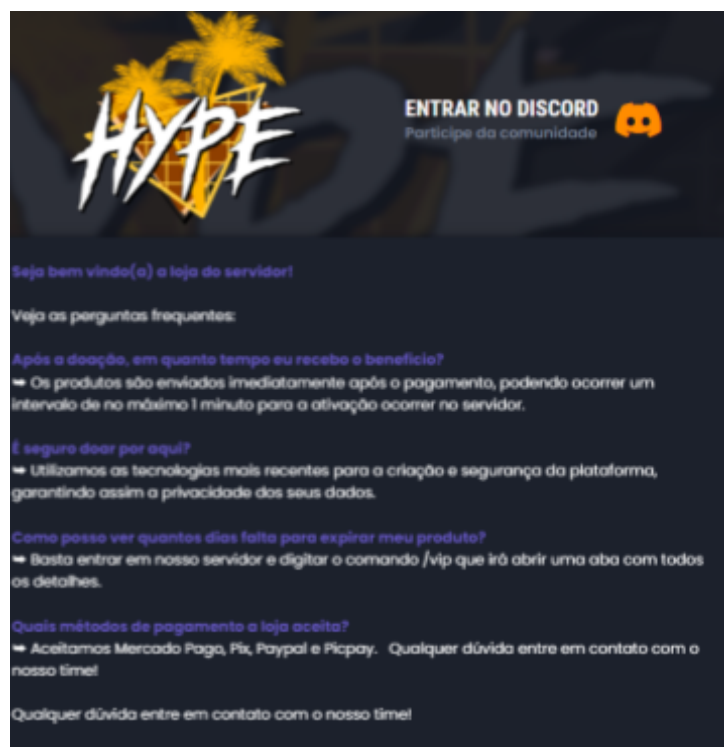 HYPE
ENTRAR NO DISCORD
Participe da comunidade
Seja bem vindo(a) a loja do servidor!
Veja as perguntas frequentes:
Após a doação, em quanto tempo eu recebo o benefício?
➥ Os produtos são enviados imediatamente após o pagamento, podendo ocorrer um
intervalo de no máximo 1 minuto para a ativação ocorrer no servidor.
É seguro doar por aqui?
➥ Utilizamos as tecnologias mais recentes para a criação e segurança da plataforma,
garantindo assim a privacidade dos seus dados.
Como posso ver quantos dias falta para expirar meu produto?
➥ Basta entrar em nosso servidor e digitar o comando /vip que irá abrir uma aba com todos
os detalhes.
Quais métodos de pagamento a loja aceita?
➥ Aceitamos Mercado Pago, Pix, Paypal e Picpay. Qualquer dúvida entre em contato com o
nosso time!
Qualquer dúvida entre em contato com o nosso time!